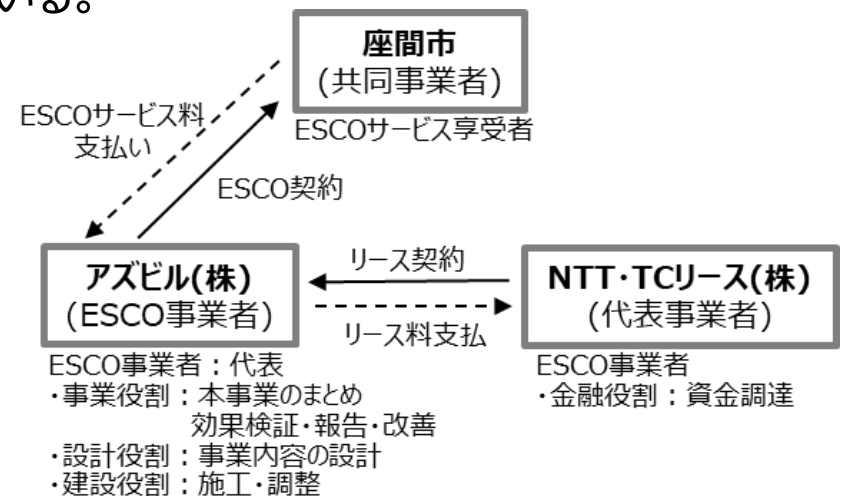 いる。
座間市
(共同事業者)
ESCOサービス享受者
ESCOサービス料
支払い
ESCO契約
アズビル(株)
(ESCO事業者)
リース契約
リース料支払
NTT・TCリース(株)
(代表事業者)
ESCO事業者：代表
・事業役割：本事業のまとめ
効果検証・報告・改善
・設計役割：事業内容の設計
・建設役割：施工・調整
ESCO事業者
・金融役割：資金調達